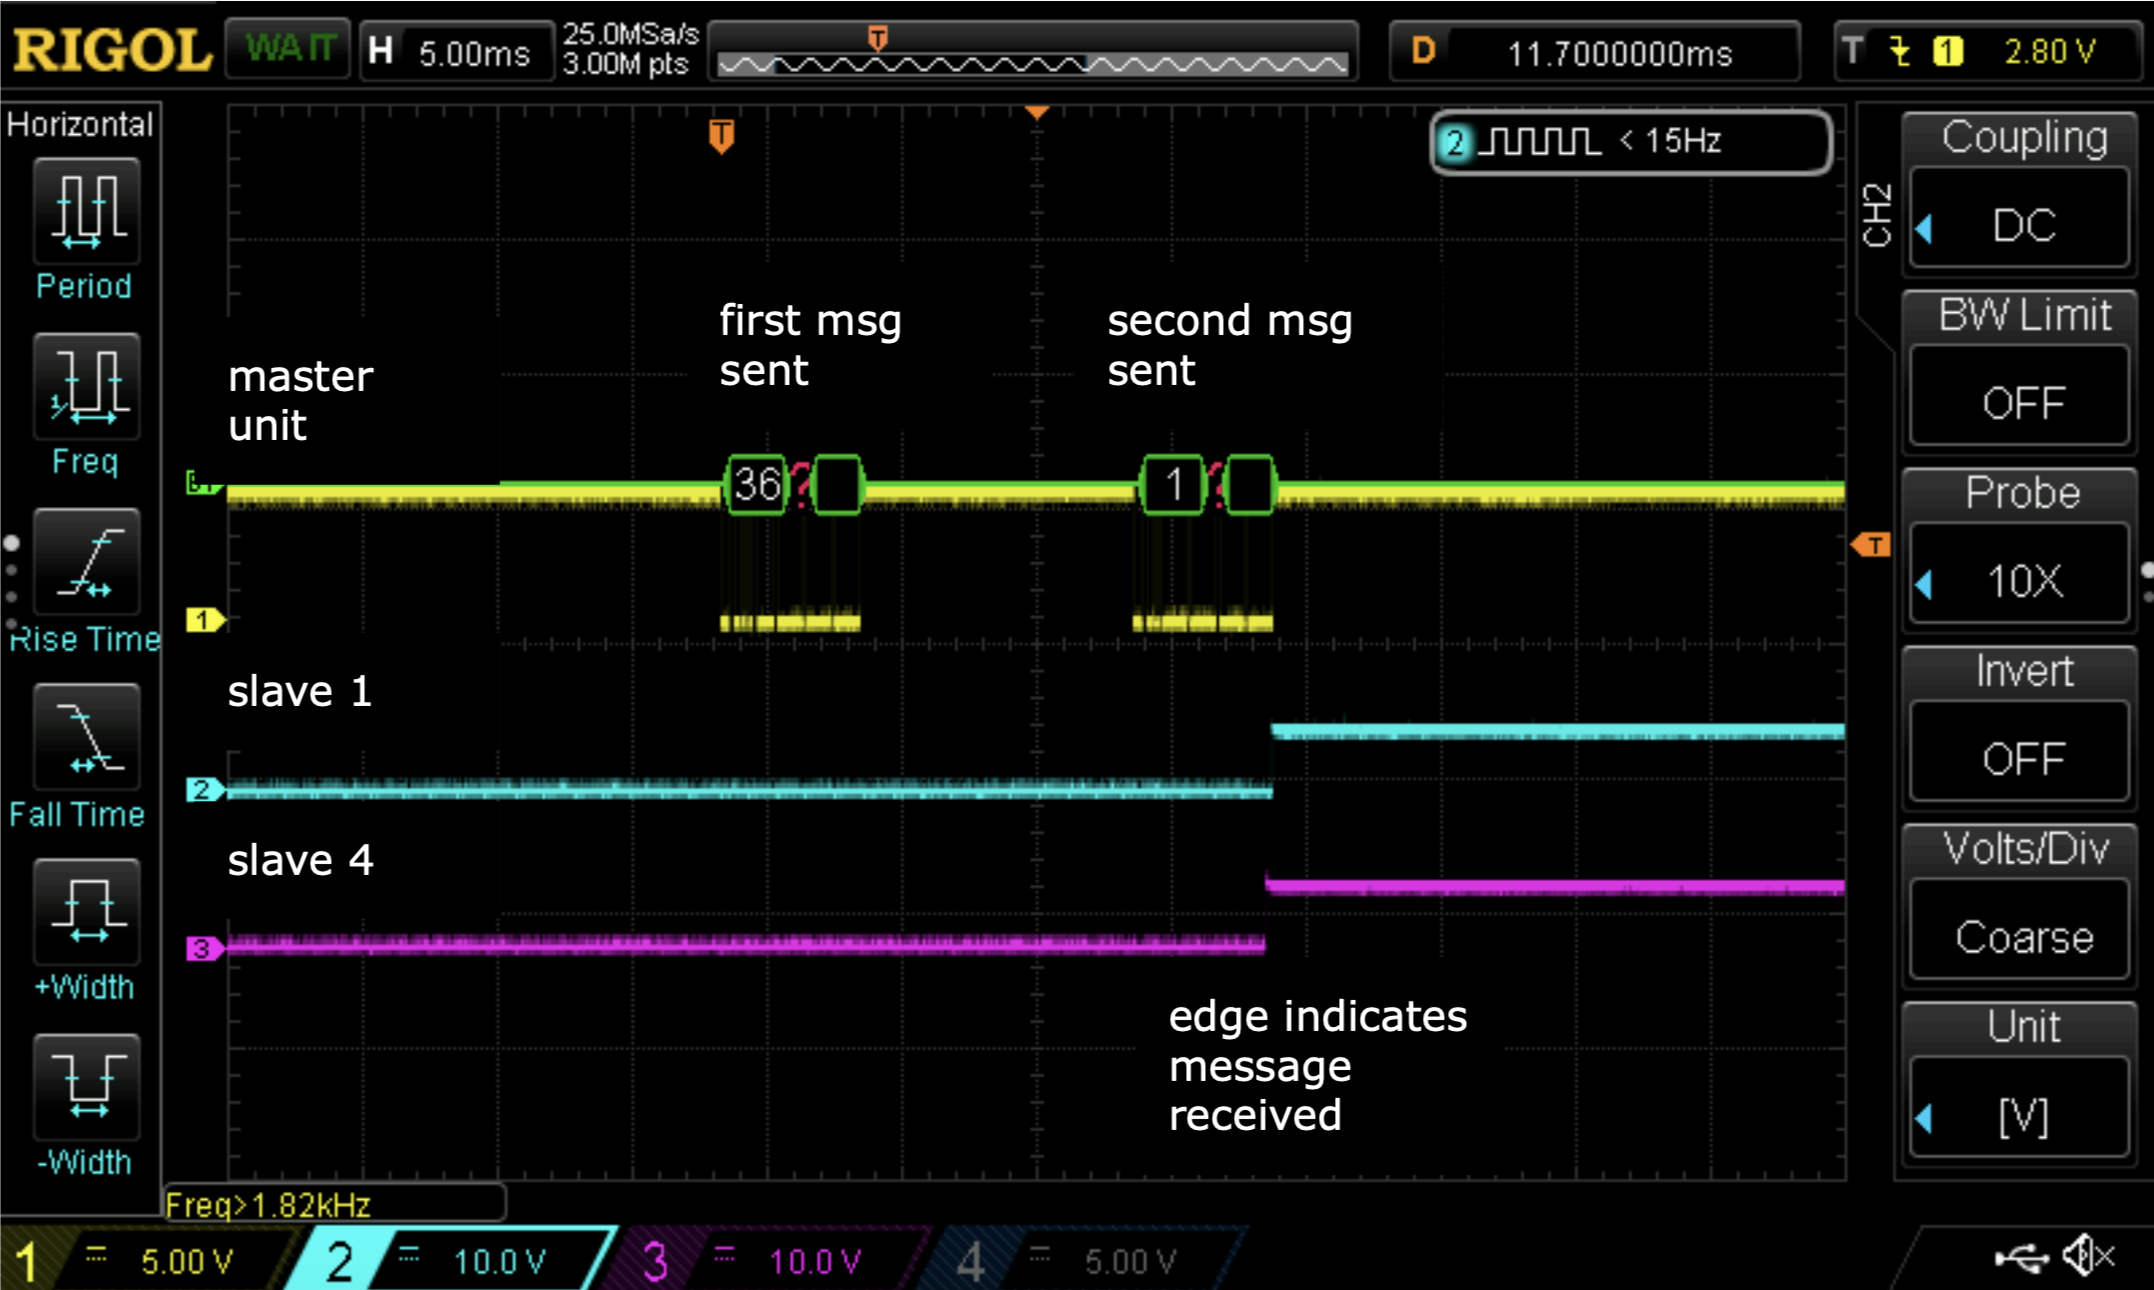 RIGOL
WAIT
H 5.00ms
25.0MSa/s
3.00M pts
T
D 11.7000000ms
T 1 2.80 V
Horizontal
T
2 < 15Hz
Period
Freq
Rise Time
Fall Time
+Width
-Width
first msg
sent
second msg
sent
master
unit
36 ?
1 ?
T
1
slave 1
2
slave 4
3
edge indicates
message
received
CH2
Coupling
DC
BW Limit
OFF
Probe
10X
Invert
OFF
Volts/Div
Coarse
Unit
[V]
Freq>1.82kHz
1 = 5.00 V
2 = 10.0 V
3 = 10.0 V
4 = 5.00 V